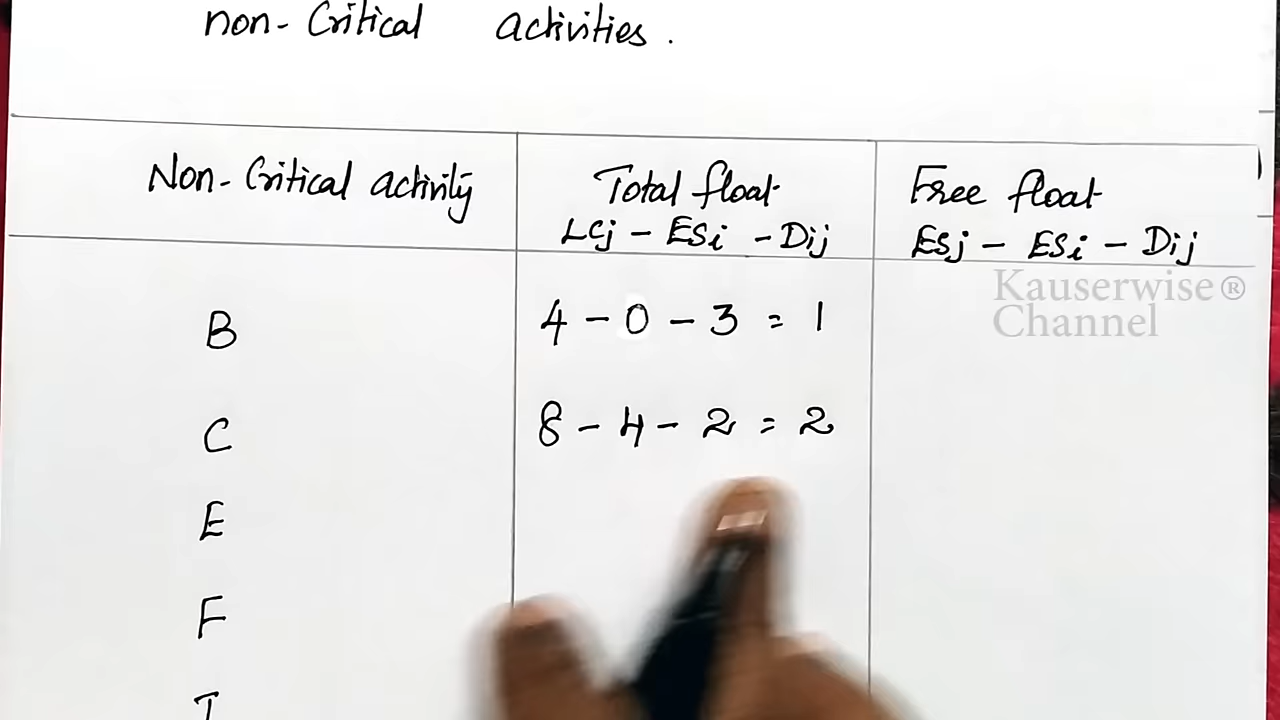 non-Critical activities.
Non-Critical activity Total float Free float
LCj - ESi - Dij ESj - ESi - Dij
Kauserwise®
Channel
B 4 - 0 - 3 = 1
C 8 - 4 - 2 = 2
E
F